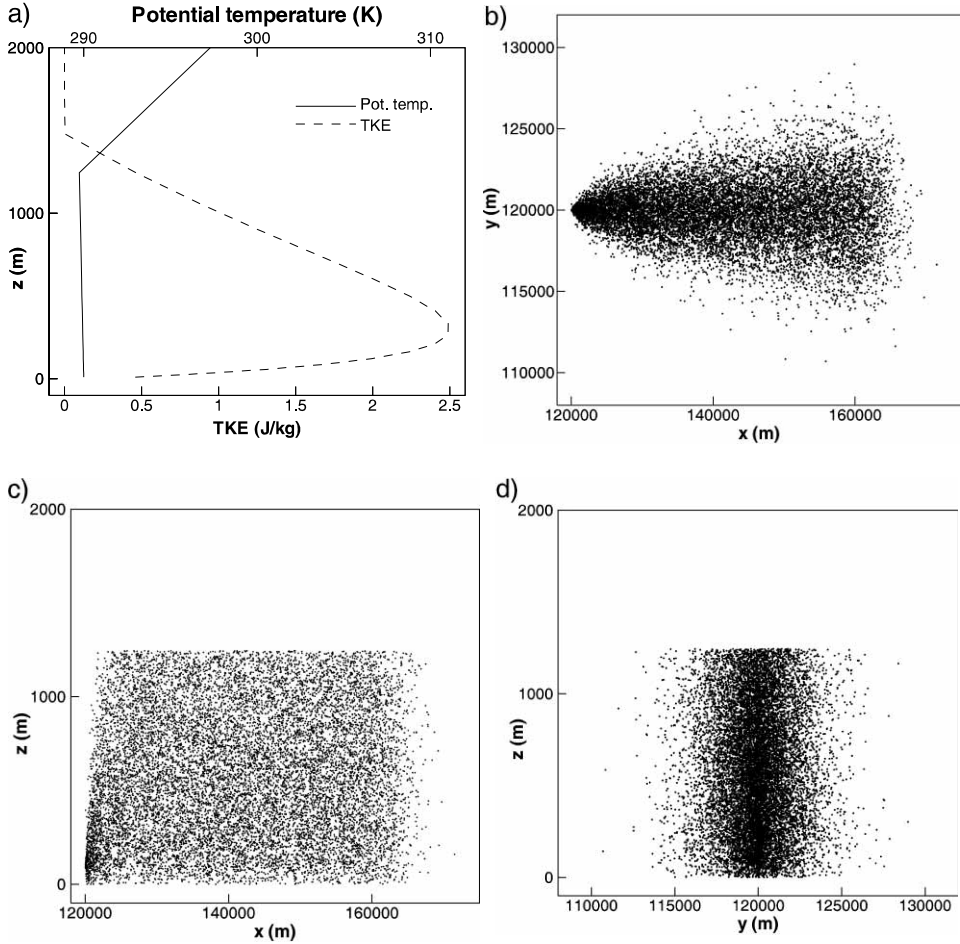 a)
Potential temperature (K)
290 300 310
2000
1000
0
z (m)
Pot. temp.
TKE
0 0.5 1 1.5 2 2.5
TKE (J/kg)
b)
130000
125000
120000
115000
110000
y (m)
120000 140000 160000
x (m)
c)
2000
1000
0
z (m)
120000 140000 160000
x (m)
d)
2000
1000
0
z (m)
110000 115000 120000 125000 130000
y (m)